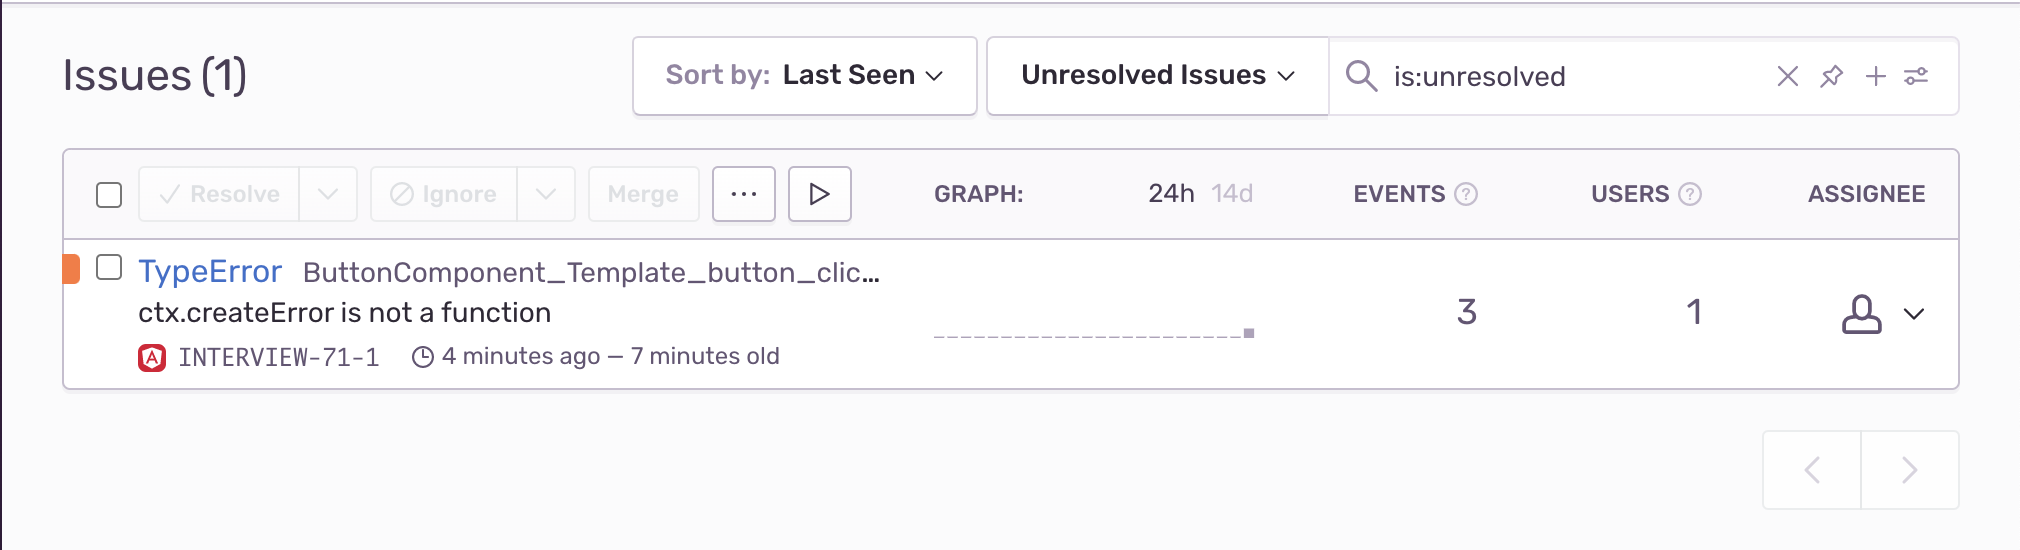 Issues (1)
Sort by: Last Seen
Unresolved Issues
is:unresolved
Resolve
Ignore
Merge
GRAPH:
24h 14d
EVENTS ?
USERS ?
ASSIGNEE
TypeError ButtonComponent_Template_button_clic...
ctx.createError is not a function
3
1
INTERVIEW-71-1 4 minutes ago — 7 minutes old